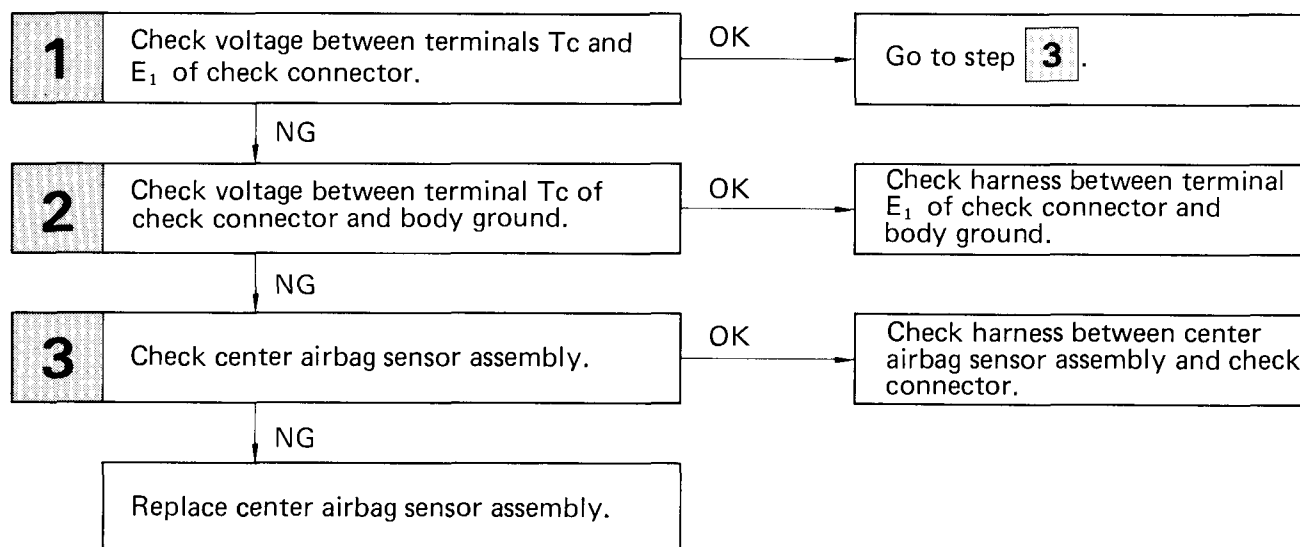 1
Check voltage between terminals Tc and
E₁ of check connector.
OK
Go to step 3.
NG
2
Check voltage between terminal Tc of
check connector and body ground.
OK
Check harness between terminal
E₁ of check connector and
body ground.
NG
3
Check center airbag sensor assembly.
OK
Check harness between center
airbag sensor assembly and check
connector.
NG
Replace center airbag sensor assembly.